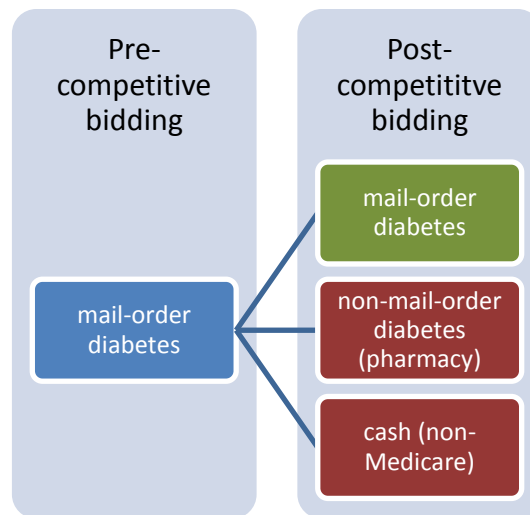 Pre-
competitive
bidding
mail-order
diabetes
Post-
competititve
bidding
mail-order
diabetes
non-mail-order
diabetes
(pharmacy)
cash (non-
Medicare)